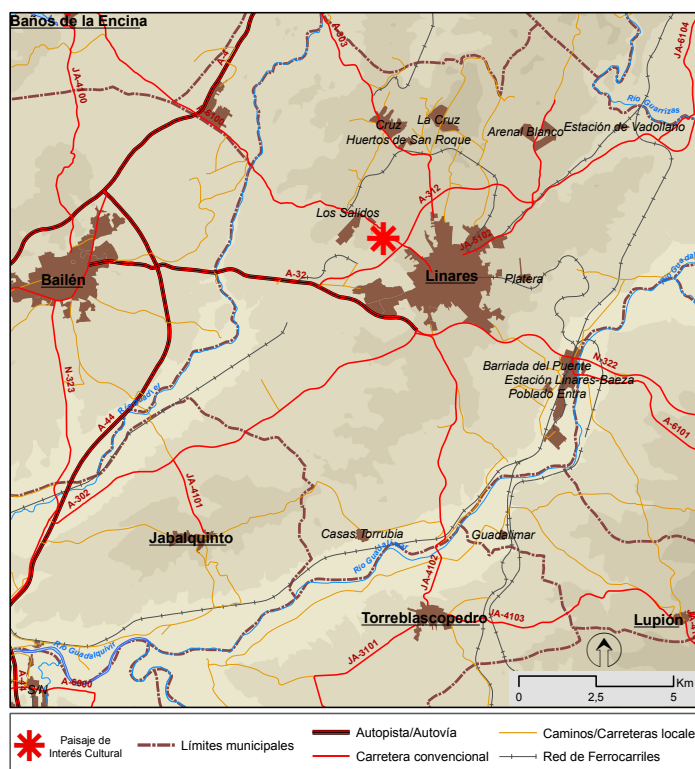 Baños de la Encina
A-4
A-303
JA-6104
JA-4100
Río Guarrizas
Cruz
La Cruz
Arenal Blanco
Estación de Vadollano
Huertos de San Roque
A-312
Los Salidos
JA-5102
Bailén
A-32
Linares
Platera
N-323
Barriada del Puente
N-322
Estación Linares-Baeza
Poblado Entra
A-44
A-6101
A-302
JA-4101
Jabalquinto
Casas Torrubia
Guadalimar
JA-4102
Torreblascopedro
JA-4103
Lupión
Río Guadalquivir
JA-3101
A-44
S/N
A-6000
Km
0
2,5
5
Paisaje de
Interés Cultural
Límites municipales
Autopista/Autovía
Carretera convencional
Caminos/Carreteras locales
Red de Ferrocarriles